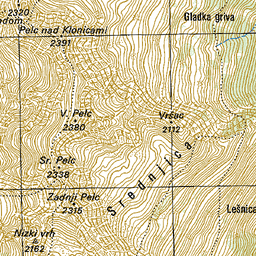 2320
Gladka griva
Pelc nad Klonicami
2391
V. Pelc
2380
Vršac
2112
Sr. Pelc
2338
Srednjica
Zadnji Pelc
2315
Lešnica
Nizki vrh
2162